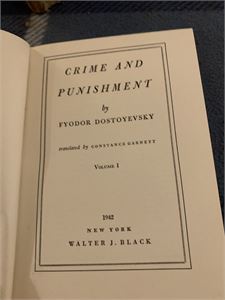 CRIME AND
PUNISHMENT
by
FYODOR DOSTOYEVSKY
translated by CONSTANCE GARNETT
VOLUME I
1942
NEW YORK
WALTER J. BLACK